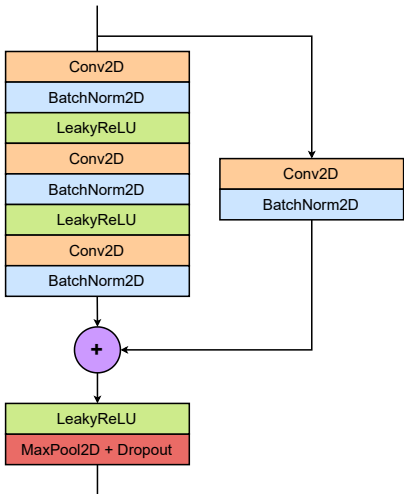 Conv2D
BatchNorm2D
LeakyReLU
Conv2D
BatchNorm2D
LeakyReLU
Conv2D
BatchNorm2D
Conv2D
BatchNorm2D
+
LeakyReLU
MaxPool2D + Dropout